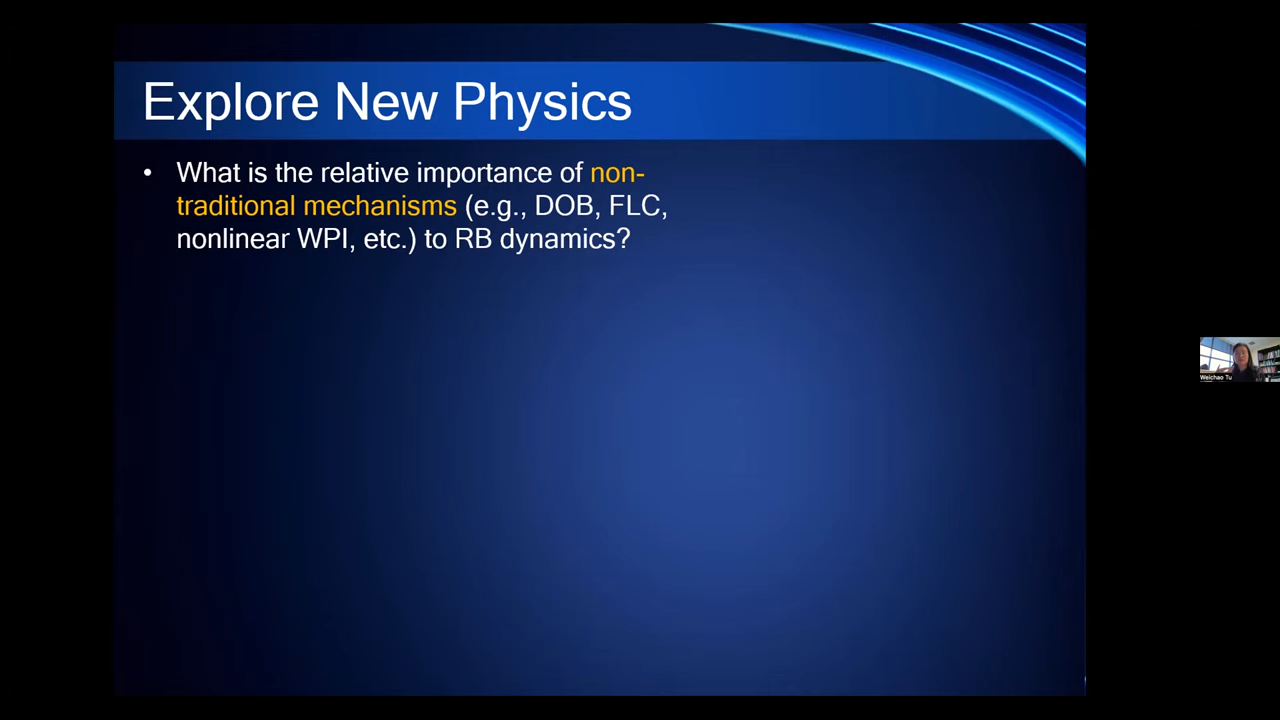 Explore New Physics
• What is the relative importance of non-
traditional mechanisms (e.g., DOB, FLC,
nonlinear WPI, etc.) to RB dynamics?
Weichao Tu